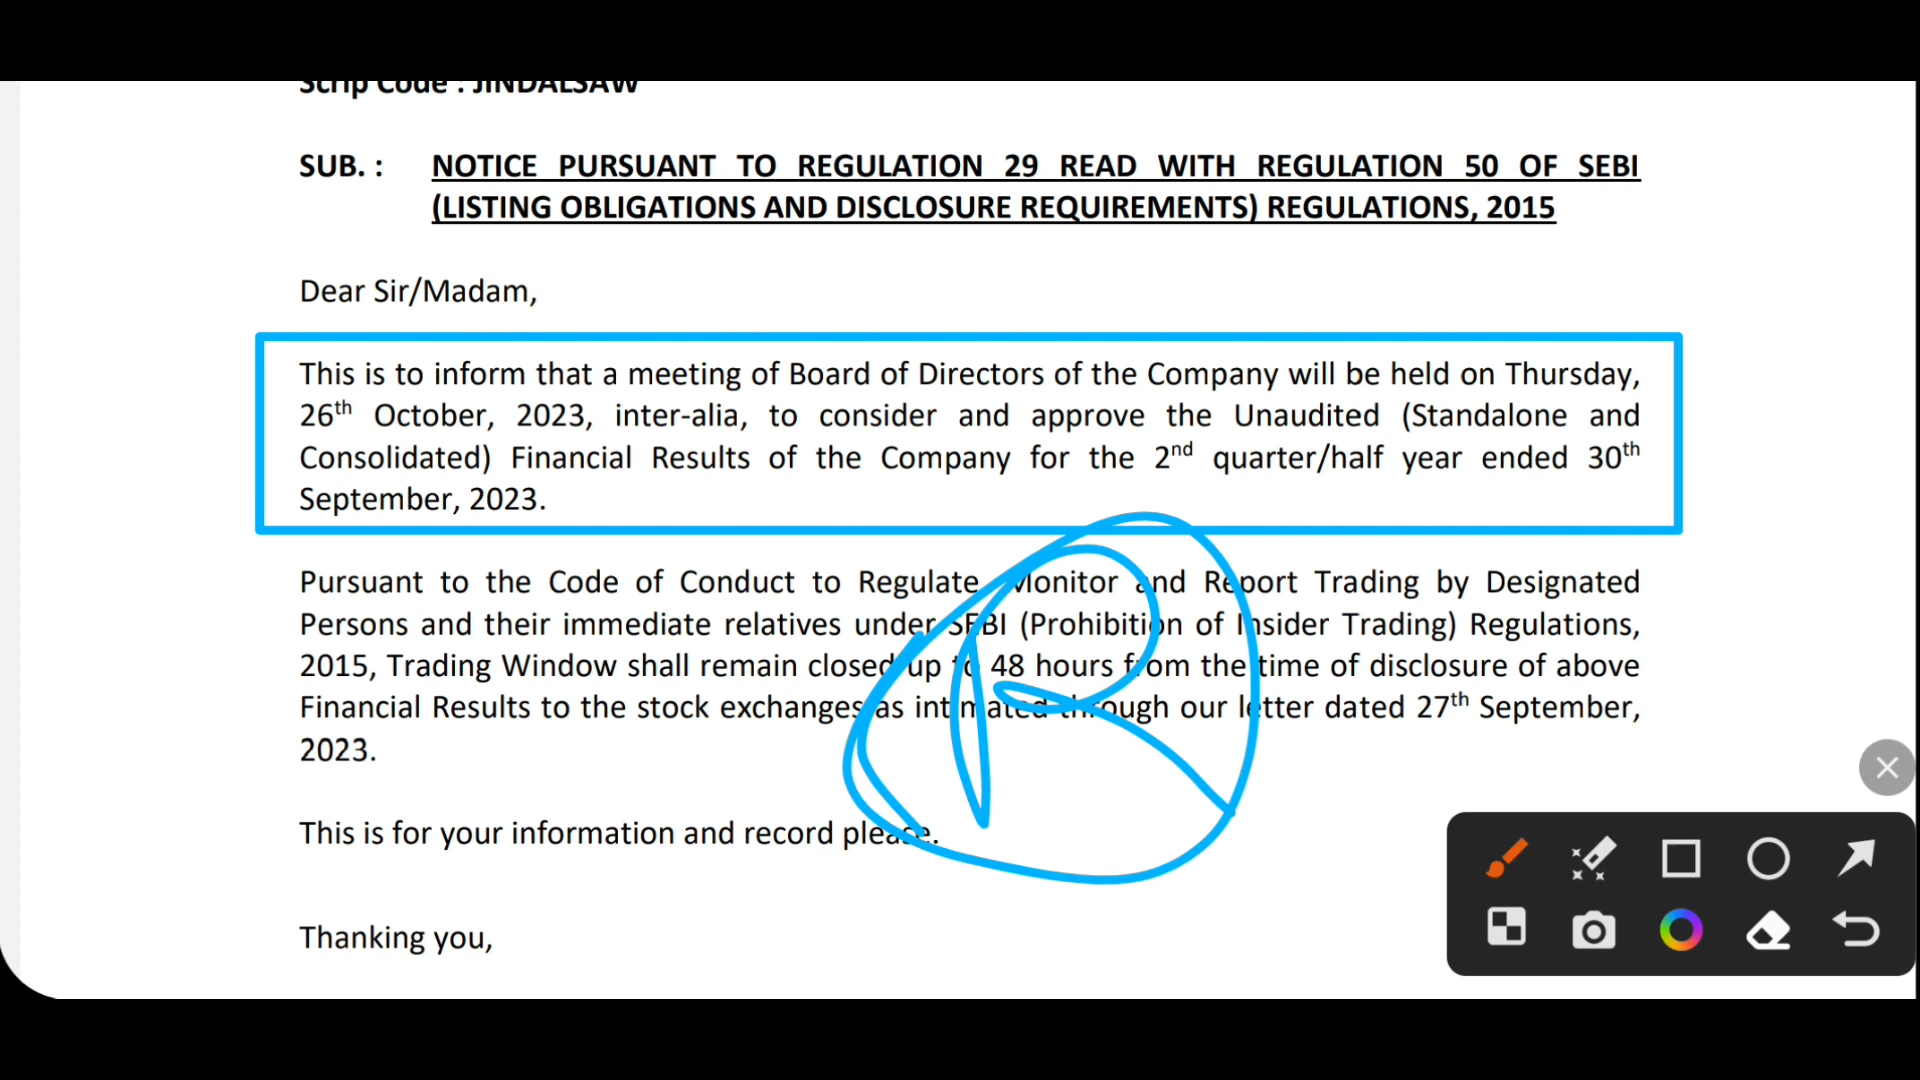 Scrip Code : JINDALSAW
SUB. : NOTICE PURSUANT TO REGULATION 29 READ WITH REGULATION 50 OF SEBI
(LISTING OBLIGATIONS AND DISCLOSURE REQUIREMENTS) REGULATIONS, 2015
Dear Sir/Madam,
This is to inform that a meeting of Board of Directors of the Company will be held on Thursday,
26th October, 2023, inter-alia, to consider and approve the Unaudited (Standalone and
Consolidated) Financial Results of the Company for the 2nd quarter/half year ended 30th
September, 2023.
Pursuant to the Code of Conduct to Regulate, Monitor and Report Trading by Designated
Persons and their immediate relatives under SEBI (Prohibition of Insider Trading) Regulations,
2015, Trading Window shall remain closed up to 48 hours from the time of disclosure of above
Financial Results to the stock exchanges as intimated through our letter dated 27th September,
2023.
R
This is for your information and record please.
Thanking you,